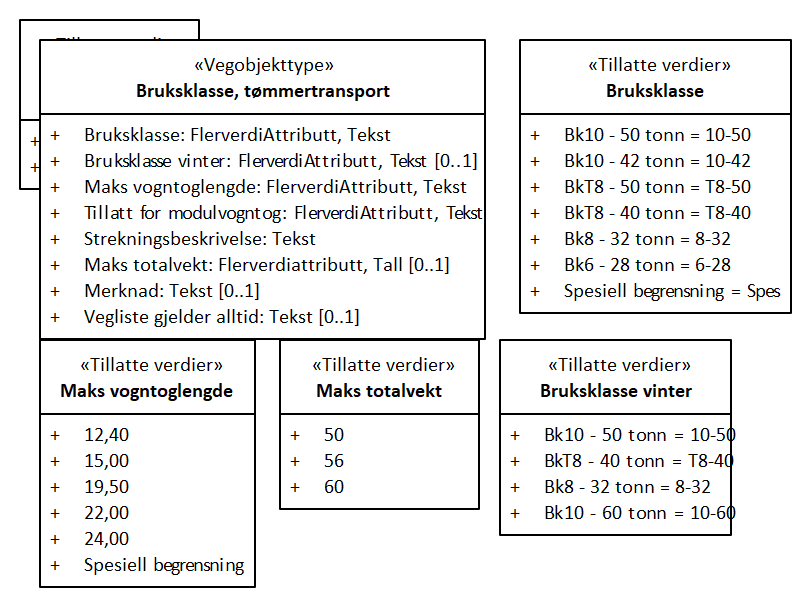 «Vegobjekttype»
Bruksklasse, tømmertransport
+ Bruksklasse: FlerverdiAttributt, Tekst
+ Bruksklasse vinter: FlerverdiAttributt, Tekst [0..1]
+ Maks vogntoglengde: FlerverdiAttributt, Tekst
+ Tillatt for modulvogntog: FlerverdiAttributt, Tekst
+ Strekningsbeskrivelse: Tekst
+ Maks totalvekt: Flerverdiattributt, Tall [0..1]
+ Merknad: Tekst [0..1]
+ Vegliste gjelder alltid: Tekst [0..1]
+
+
«Tillatte verdier»
Bruksklasse
+ Bk10 - 50 tonn = 10-50
+ Bk10 - 42 tonn = 10-42
+ BkT8 - 50 tonn = T8-50
+ BkT8 - 40 tonn = T8-40
+ Bk8 - 32 tonn = 8-32
+ Bk6 - 28 tonn = 6-28
+ Spesiell begrensning = Spes
«Tillatte verdier»
Maks vogntoglengde
+ 12,40
+ 15,00
+ 19,50
+ 22,00
+ 24,00
+ Spesiell begrensning
«Tillatte verdier»
Maks totalvekt
+ 50
+ 56
+ 60
«Tillatte verdier»
Bruksklasse vinter
+ Bk10 - 50 tonn = 10-50
+ BkT8 - 40 tonn = T8-40
+ Bk8 - 32 tonn = 8-32
+ Bk10 - 60 tonn = 10-60